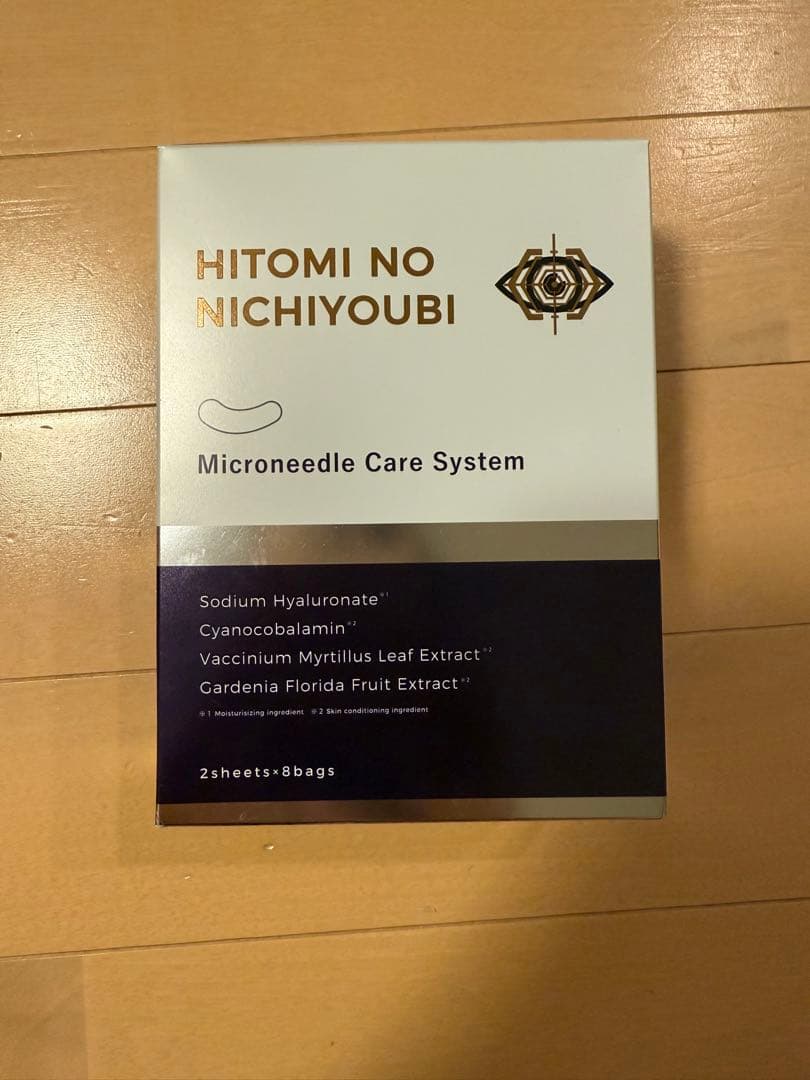 HITOMI NO
NICHIYOUBI
Microneedle Care System
Sodium Hyaluronate※1
Cyanocobalamin※2
Vaccinium Myrtillus Leaf Extract※2
Gardenia Florida Fruit Extract※2
※1 Moisturisizing ingredient ※2 Skin conditioning ingredient
2sheets×8bags